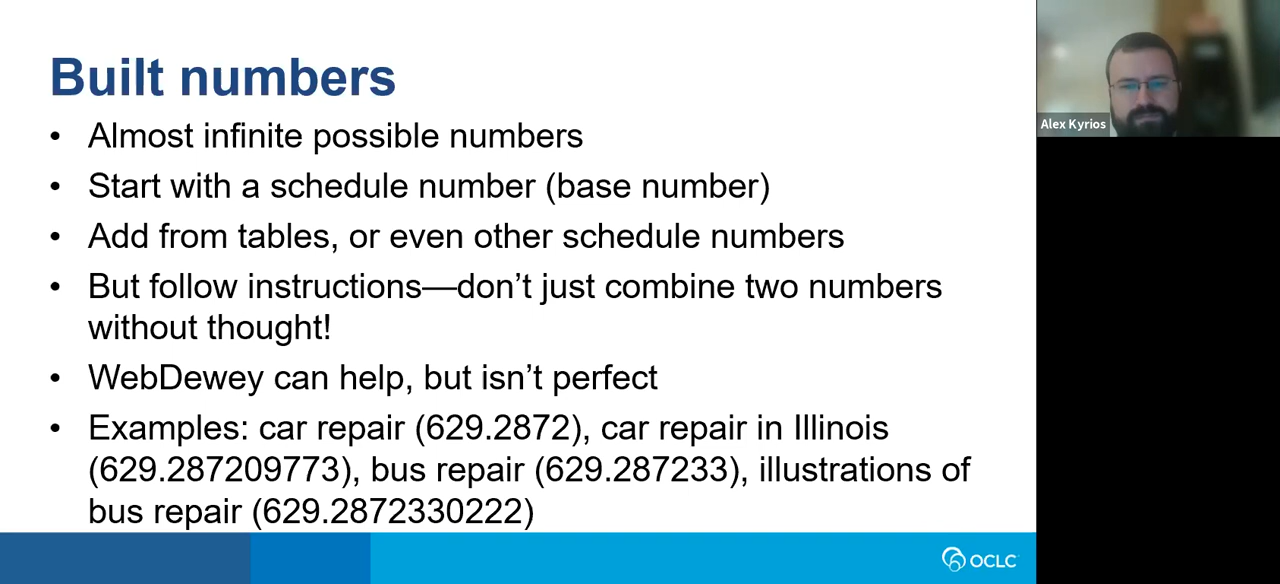 Built numbers
• Almost infinite possible numbers
• Start with a schedule number (base number)
• Add from tables, or even other schedule numbers
• But follow instructions—don’t just combine two numbers
without thought!
• WebDewey can help, but isn’t perfect
• Examples: car repair (629.2872), car repair in Illinois
(629.287209773), bus repair (629.287233), illustrations of
bus repair (629.2872330222)
OCLC
Alex Kyrios